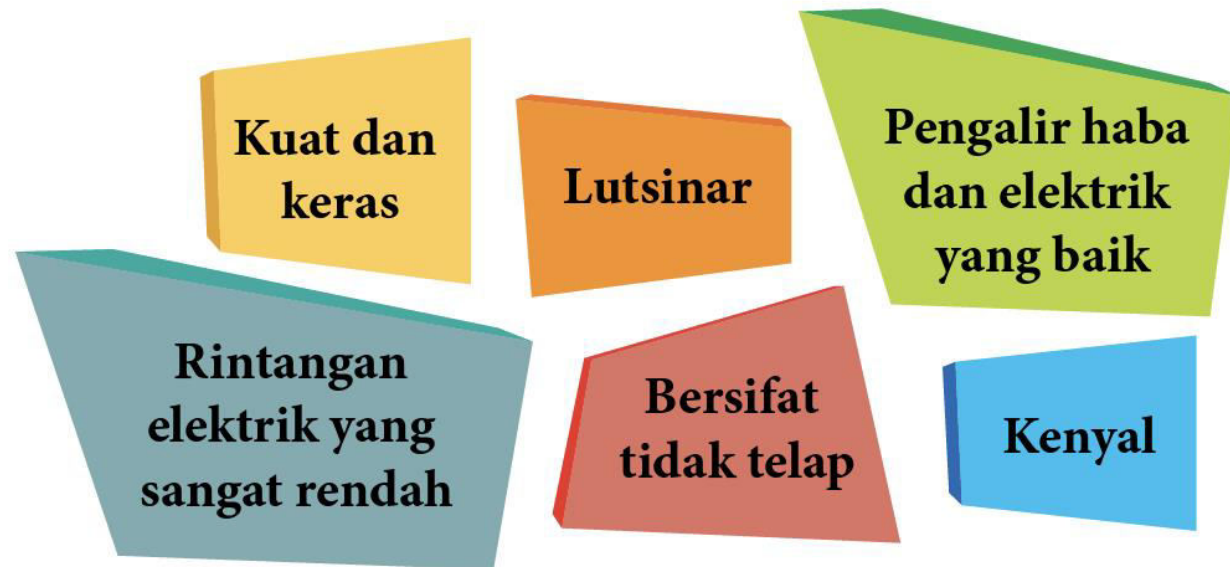 Kuat dan
keras
Lutsinar
Pengalir haba
dan elektrik
yang baik
Rintangan
elektrik yang
sangat rendah
Bersifat
tidak telap
Kenyal